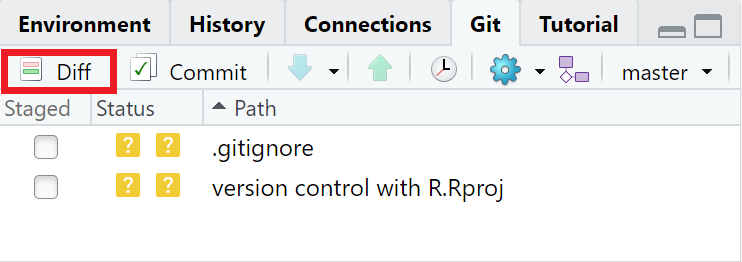 Environment History Connections Git Tutorial
Diff Commit master
Staged Status Path
? ? .gitignore
? ? version control with R.Rproj